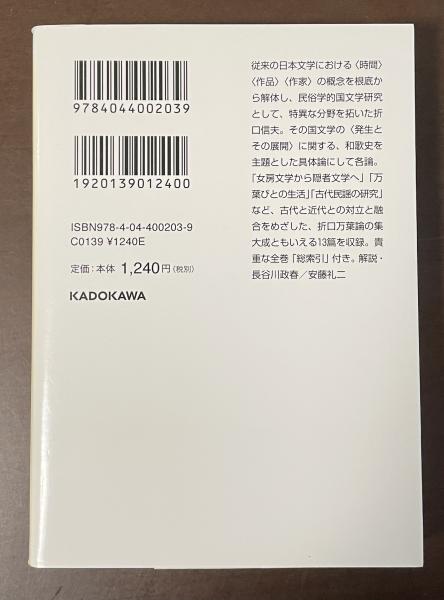 9784044002039
1920139012400
ISBN978-4-04-400203-9
C0139 ¥1240E
定価:本体 1,240円(税別)
KADOKAWA
従来の日本文学における〈時間〉
〈作品〉〈作家〉の概念を根底か
ら解体し、民俗学的国文学研究
として、特異な分野を拓いた折
口信夫。その国文学の〈発生と
その展開〉に関する、和歌史を
主題とした具体論にして各論。
「女房文学から隠者文学へ」「万
葉びとの生活」「古代民謡の研究」
など、古代と近代との対立と融
合をめざした、折口万葉論の集
大成ともいえる13篇を収録。貴
重な全巻「総索引」付き。解説・
長谷川政春/安藤礼二